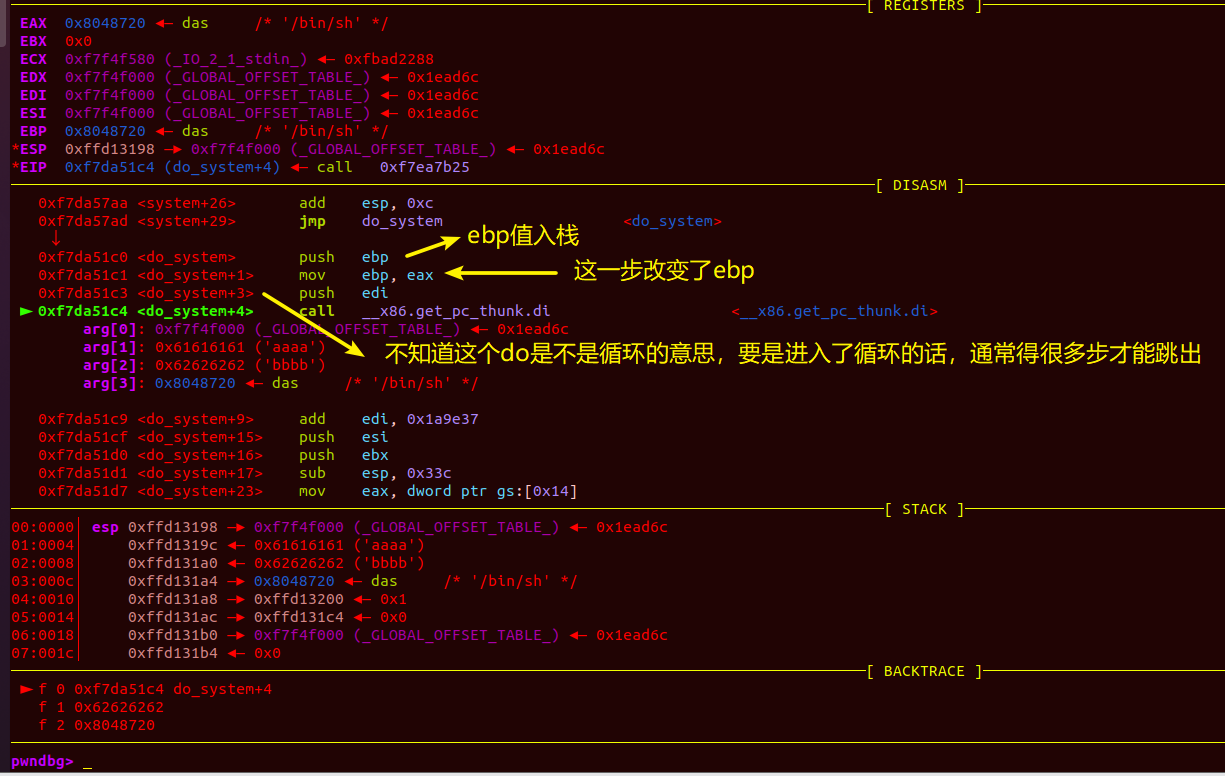 [ REGISTERS ]
EAX 0x8048720 ◂— das /* '/bin/sh' */
EBX 0x0
ECX 0xf7f4f580 (_IO_2_1_stdin_) ◂— 0xfbad2288
EDX 0xf7f4f000 (_GLOBAL_OFFSET_TABLE_) ◂— 0x1ead6c
EDI 0xf7f4f000 (_GLOBAL_OFFSET_TABLE_) ◂— 0x1ead6c
ESI 0xf7f4f000 (_GLOBAL_OFFSET_TABLE_) ◂— 0x1ead6c
EBP 0x8048720 ◂— das /* '/bin/sh' */
*ESP 0xffd13198 —▸ 0xf7f4f000 (_GLOBAL_OFFSET_TABLE_) ◂— 0x1ead6c
*EIP 0xf7da51c4 (do_system+4) ◂— call 0xf7ea7b25
[ DISASM ]
0xf7da57aa <system+26> add esp, 0xc
0xf7da57ad <system+29> jmp do_system <do_system>
↓
0xf7da51c0 <do_system> push ebp
ebp值入栈
0xf7da51c1 <do_system+1> mov ebp, eax
这一步改变了ebp
0xf7da51c3 <do_system+3> push edi
► 0xf7da51c4 <do_system+4> call __x86.get_pc_thunk.di <__x86.get_pc_thunk.di>
arg[0]: 0xf7f4f000 (_GLOBAL_OFFSET_TABLE_) ◂— 0x1ead6c
arg[1]: 0x61616161 ('aaaa')
不知道这个do是不是循环的意思，要是进入了循环的话，通常得很多步才能跳出
arg[2]: 0x62626262 ('bbbb')
arg[3]: 0x8048720 ◂— das /* '/bin/sh' */
0xf7da51c9 <do_system+9> add edi, 0x1a9e37
0xf7da51cf <do_system+15> push esi
0xf7da51d0 <do_system+16> push ebx
0xf7da51d1 <do_system+17> sub esp, 0x33c
0xf7da51d7 <do_system+23> mov eax, dword ptr gs:[0x14]
[ STACK ]
00:0000│ esp 0xffd13198 —▸ 0xf7f4f000 (_GLOBAL_OFFSET_TABLE_) ◂— 0x1ead6c
01:0004│ 0xffd1319c ◂— 0x61616161 ('aaaa')
02:0008│ 0xffd131a0 ◂— 0x62626262 ('bbbb')
03:000c│ 0xffd131a4 —▸ 0x8048720 ◂— das /* '/bin/sh' */
04:0010│ 0xffd131a8 —▸ 0xffd13200 ◂— 0x1
05:0014│ 0xffd131ac —▸ 0xffd131c4 ◂— 0x0
06:0018│ 0xffd131b0 —▸ 0xf7f4f000 (_GLOBAL_OFFSET_TABLE_) ◂— 0x1ead6c
07:001c│ 0xffd131b4 ◂— 0x0
[ BACKTRACE ]
► f 0 0xf7da51c4 do_system+4
f 1 0x62626262
f 2 0x8048720
pwndbg> _